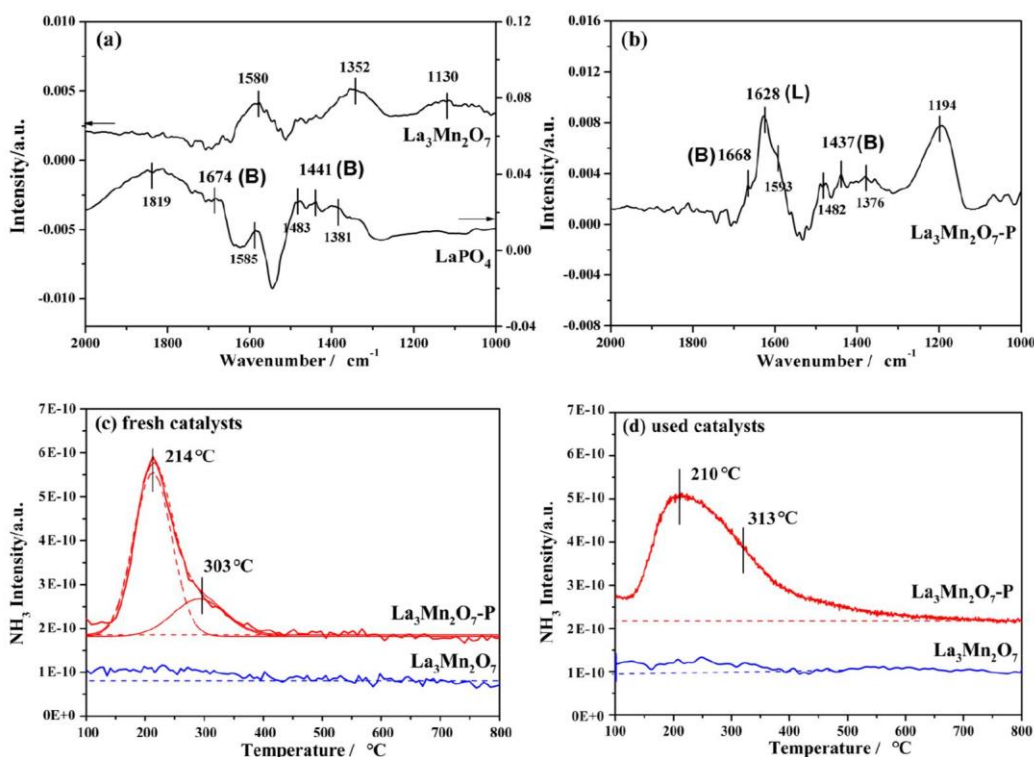 (a)
0.010
0.005
0.000
-0.005
-0.010
0.12
0.08
0.04
0.00
-0.04
1580
1352
1130
La₃Mn₂O₇
1674 (B)
1441 (B)
1819
1585
1483
1381
LaPO₄
2000 1800 1600 1400 1200 1000
Wavenumber / cm⁻¹
Intensity/a.u.
(b)
0.016
0.012
0.008
0.004
0.000
-0.004
-0.008
1628 (L)
1194
(B) 1668
1437 (B)
1593
1482
1376
La₃Mn₂O₇-P
2000 1800 1600 1400 1200 1000
Wavenumber / cm⁻¹
Intensity/a.u.
(c) fresh catalysts
7E-10
6E-10
5E-10
4E-10
3E-10
2E-10
1E-10
0E+0
214 °C
303 °C
La₃Mn₂O₇-P
La₃Mn₂O₇
100 200 300 400 500 600 700 800
Temperature / °C
NH₃ Intensity/a.u.
(d) used catalysts
7E-10
6E-10
5E-10
4E-10
3E-10
2E-10
1E-10
0E+0
210 °C
313 °C
La₃Mn₂O₇-P
La₃Mn₂O₇
100 200 300 400 500 600 700 800
Temperature / °C
NH₃ Intensity/a.u.